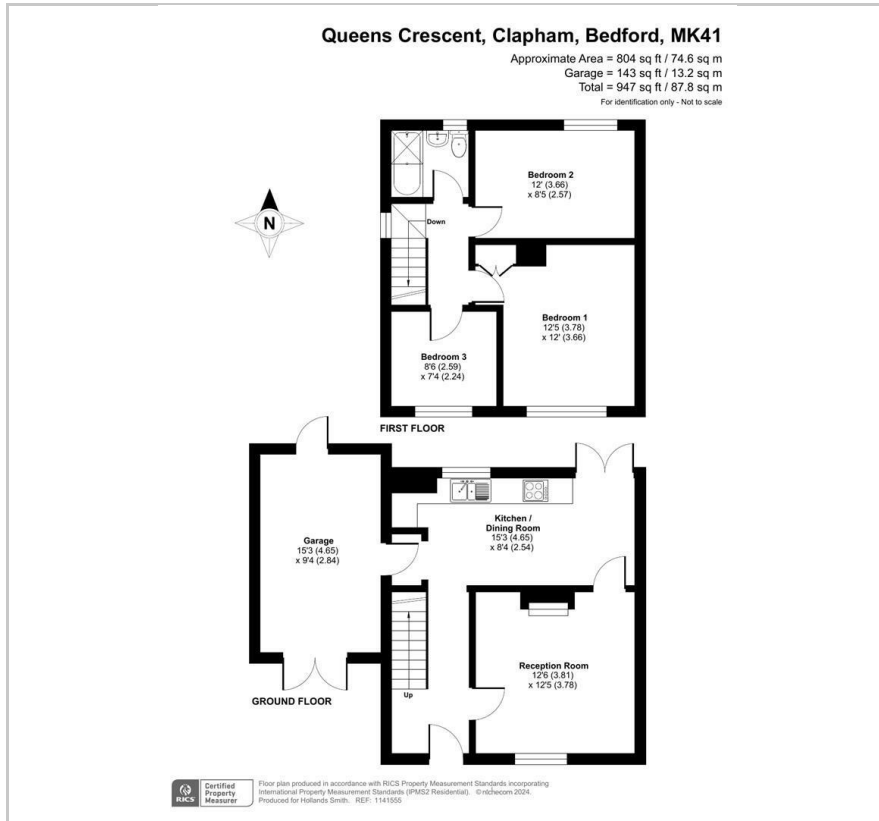 Queens Crescent, Clapham, Bedford, MK41
Approximate Area = 804 sq ft / 74.6 sq m
Garage = 143 sq ft / 13.2 sq m
Total = 947 sq ft / 87.8 sq m
For identification only - Not to scale
N
Bedroom 2
12' (3.66)
x 8'5 (2.57)
Down
Bedroom 1
12'5 (3.78)
x 12' (3.66)
Bedroom 3
8'6 (2.59)
x 7'4 (2.24)
FIRST FLOOR
Kitchen /
Dining Room
15'3 (4.65)
x 8'4 (2.54)
Garage
15'3 (4.65)
x 9'4 (2.84)
Reception Room
12'6 (3.81)
x 12'5 (3.78)
Up
GROUND FLOOR
RICS
Certified
Property
Measurer
Floor plan produced in accordance with RICS Property Measurement Standards incorporating
International Property Measurement Standards (IPMS2 Residential). ©nichecom 2024.
Produced for Hollands Smith. REF: 1141555